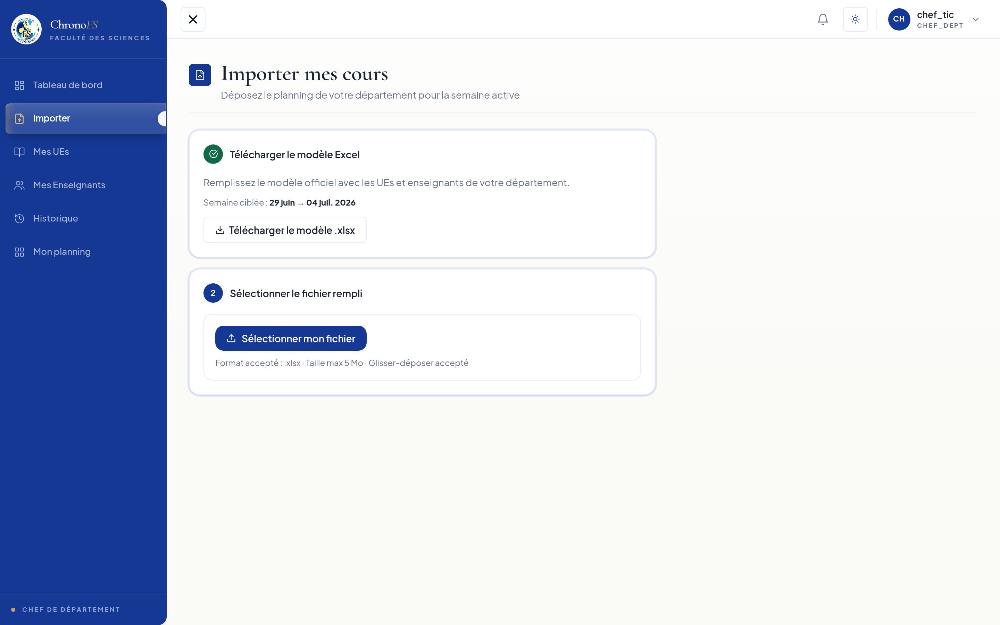 ChronoFS
FACULTÉ DES SCIENCES
Tableau de bord
Importer
Mes UEs
Mes Enseignants
Historique
Mon planning
CHEF DE DÉPARTEMENT
CH
chef_tic
CHEF_DEPT
Importer mes cours
Déposez le planning de votre département pour la semaine active
Télécharger le modèle Excel
Remplissez le modèle officiel avec les UEs et enseignants de votre département.
Semaine ciblée : 29 juin → 04 juil. 2026
Télécharger le modèle .xlsx
2
Sélectionner le fichier rempli
Sélectionner mon fichier
Format accepté : .xlsx · Taille max 5 Mo · Glisser-déposer accepté